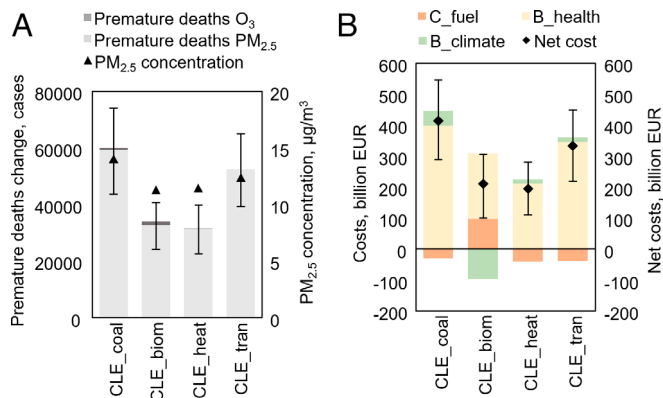 A
Premature deaths O₃
Premature deaths PM₂.₅
PM₂.₅ concentration
Premature deaths change, cases
80000
60000
40000
20000
0
20
15
10
5
0
PM₂.₅ concentration, µg/m³
CLE_coal
CLE_biom
CLE_heat
CLE_tran
B
C_fuel
B_health
B_climate
Net cost
Costs, billion EUR
600
500
400
300
200
100
0
-100
-200
600
500
400
300
200
100
0
-100
-200
Net costs, billion EUR
CLE_coal
CLE_biom
CLE_heat
CLE_tran